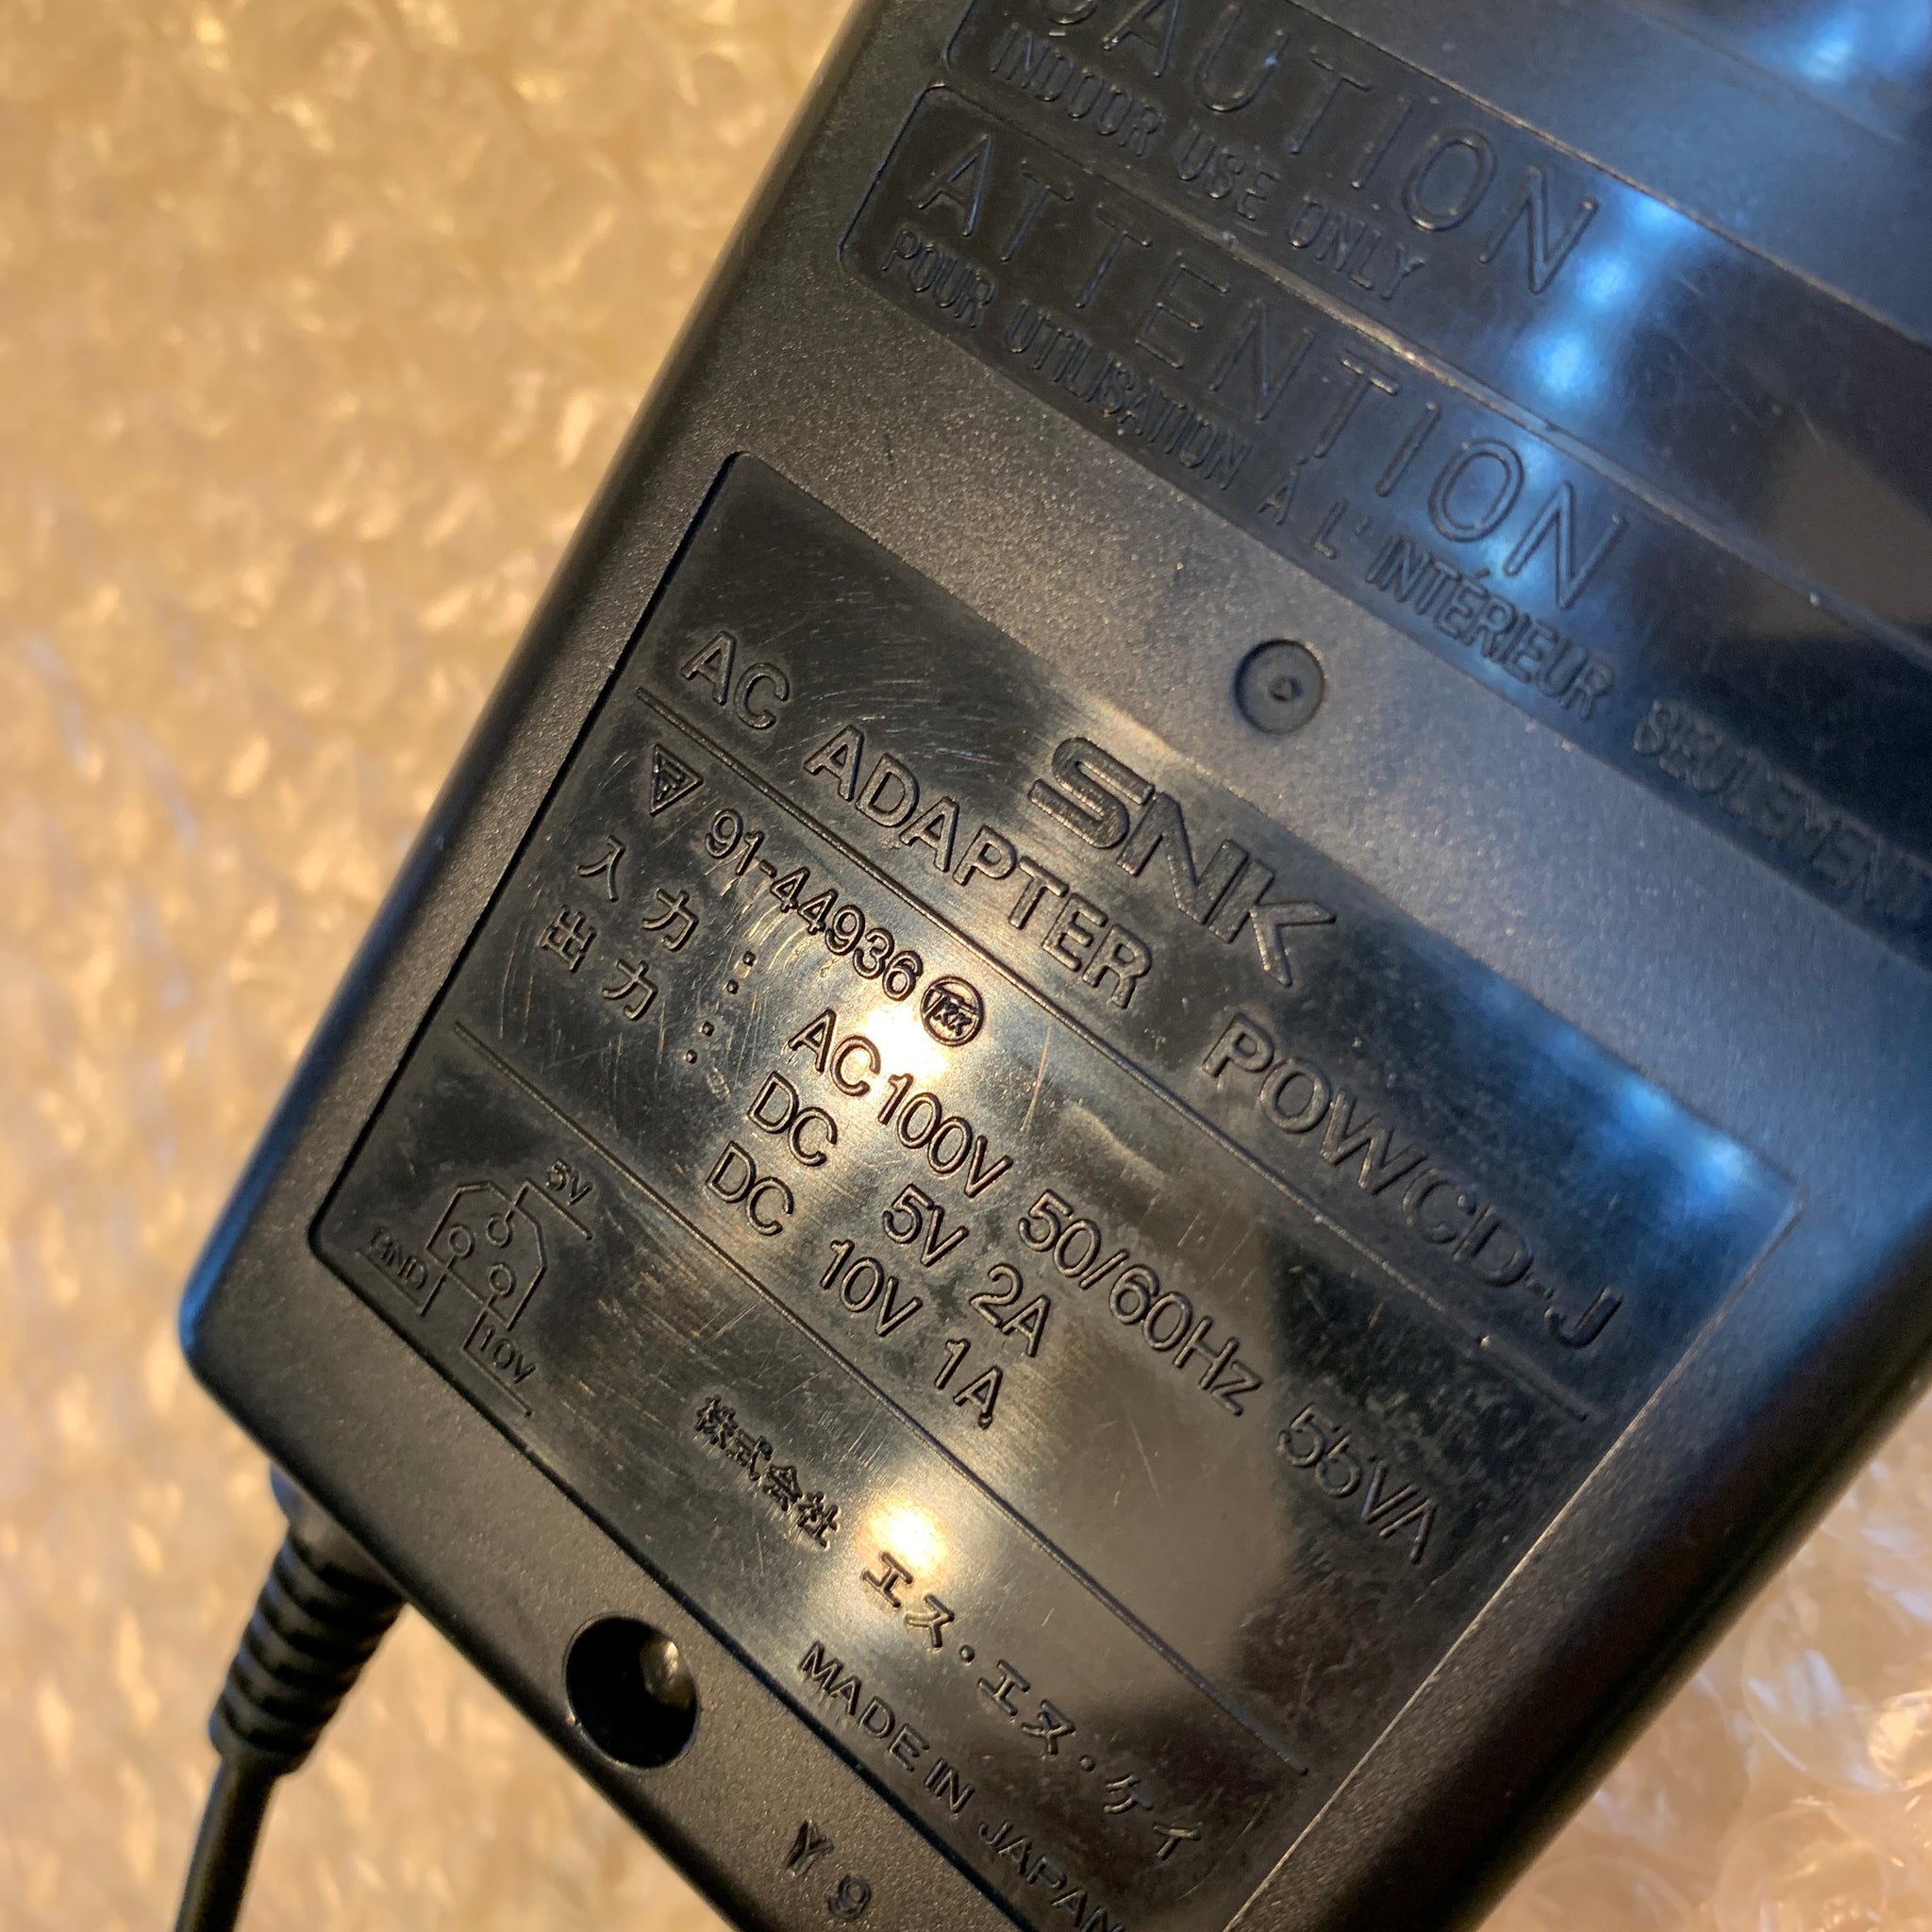 CAUTION
INDOOR USE ONLY
ATTENTION
POUR UTILISATION À L'INTÉRIEUR SEULEMENT
SNK
AC ADAPTER POWCD-J
91-44936
入力: AC100V 50/60Hz 55VA
出力: DC 5V 2A
DC 10V 1A
5V
GND
10V
株式会社 エス・エヌ・ケイ
MADE IN JAPAN
Y 9